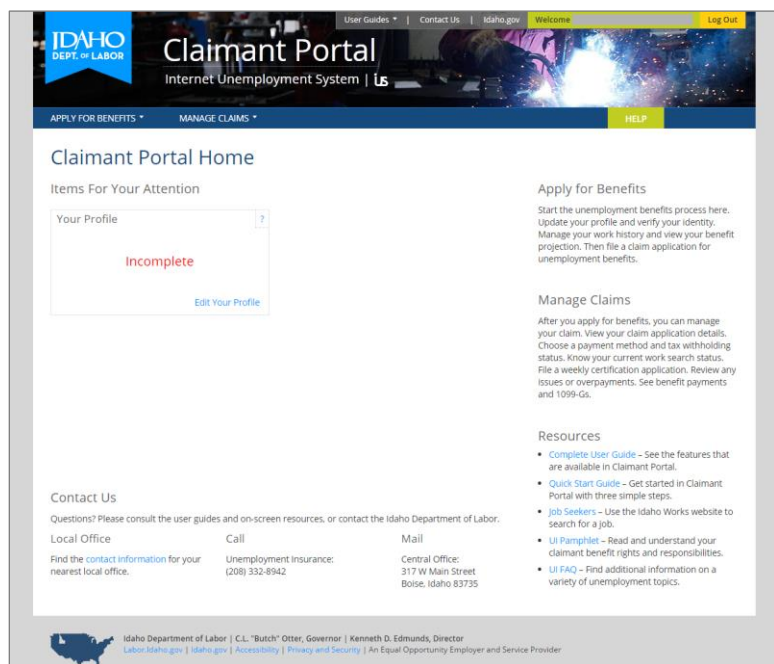 User Guides | Contact Us | Idaho.gov Welcome Log Out
IDAHO
DEPT. OF LABOR
Claimant Portal
Internet Unemployment System | ius
APPLY FOR BENEFITS MANAGE CLAIMS HELP
Claimant Portal Home
Items For Your Attention
Your Profile ?
Incomplete
Edit Your Profile
Apply for Benefits
Start the unemployment benefits process here.
Update your profile and verify your identity.
Manage your work history and view your benefit
projection. Then file a claim application for
unemployment benefits.
Manage Claims
After you apply for benefits, you can manage
your claim. View your claim application details.
Choose a payment method and tax withholding
status. Know your current work search status.
File a weekly certification application. Review any
issues or overpayments. See benefit payments
and 1099-Gs.
Resources
• Complete User Guide – See the features that
are available in Claimant Portal.
• Quick Start Guide – Get started in Claimant
Portal with three simple steps.
• Job Seekers – Use the Idaho Works website to
search for a job.
• UI Pamphlet – Read and understand your
claimant benefit rights and responsibilities.
• UI FAQ – Find additional information on a
variety of unemployment topics.
Contact Us
Questions? Please consult the user guides and on-screen resources, or contact the Idaho Department of Labor.
Local Office
Find the contact information for your
nearest local office.
Call
Unemployment Insurance:
(208) 332-8942
Mail
Central Office:
317 W Main Street
Boise, Idaho 83735
Idaho Department of Labor | C.L. "Butch" Otter, Governor | Kenneth D. Edmunds, Director
Labor.Idaho.gov | Idaho.gov | Accessibility | Privacy and Security | An Equal Opportunity Employer and Service Provider